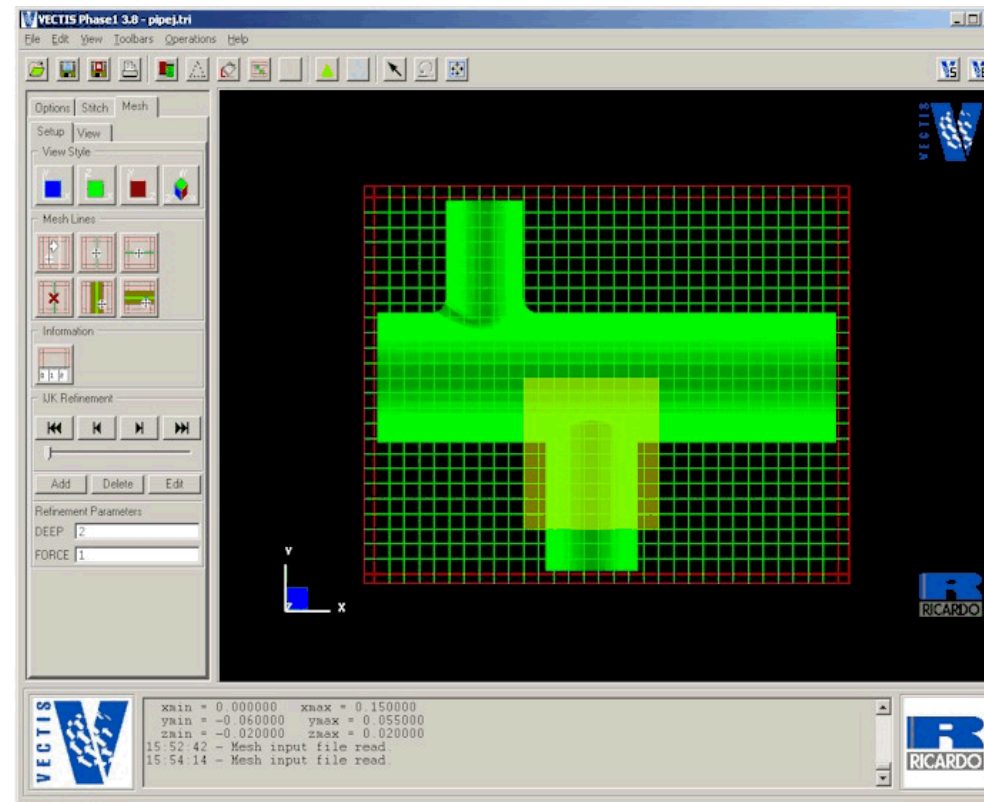 VECTIS Phase1 3.8 - pipej.tri
File Edit View Toolbars Operations Help
Options Stitch Mesh
Setup View
View Style
Mesh Lines
Information
0 1 2
IJK Refinement
Add Delete Edit
Refinement Parameters
DEEP 2
FORCE 1
VECTIS
Y
Z X
RICARDO
VECTIS
xmin = 0.000000 xmax = 0.150000
ymin = -0.060000 ymax = 0.055000
zmin = -0.020000 zmax = 0.020000
15:52:42 - Mesh input file read.
15:54:14 - Mesh input file read.
RICARDO